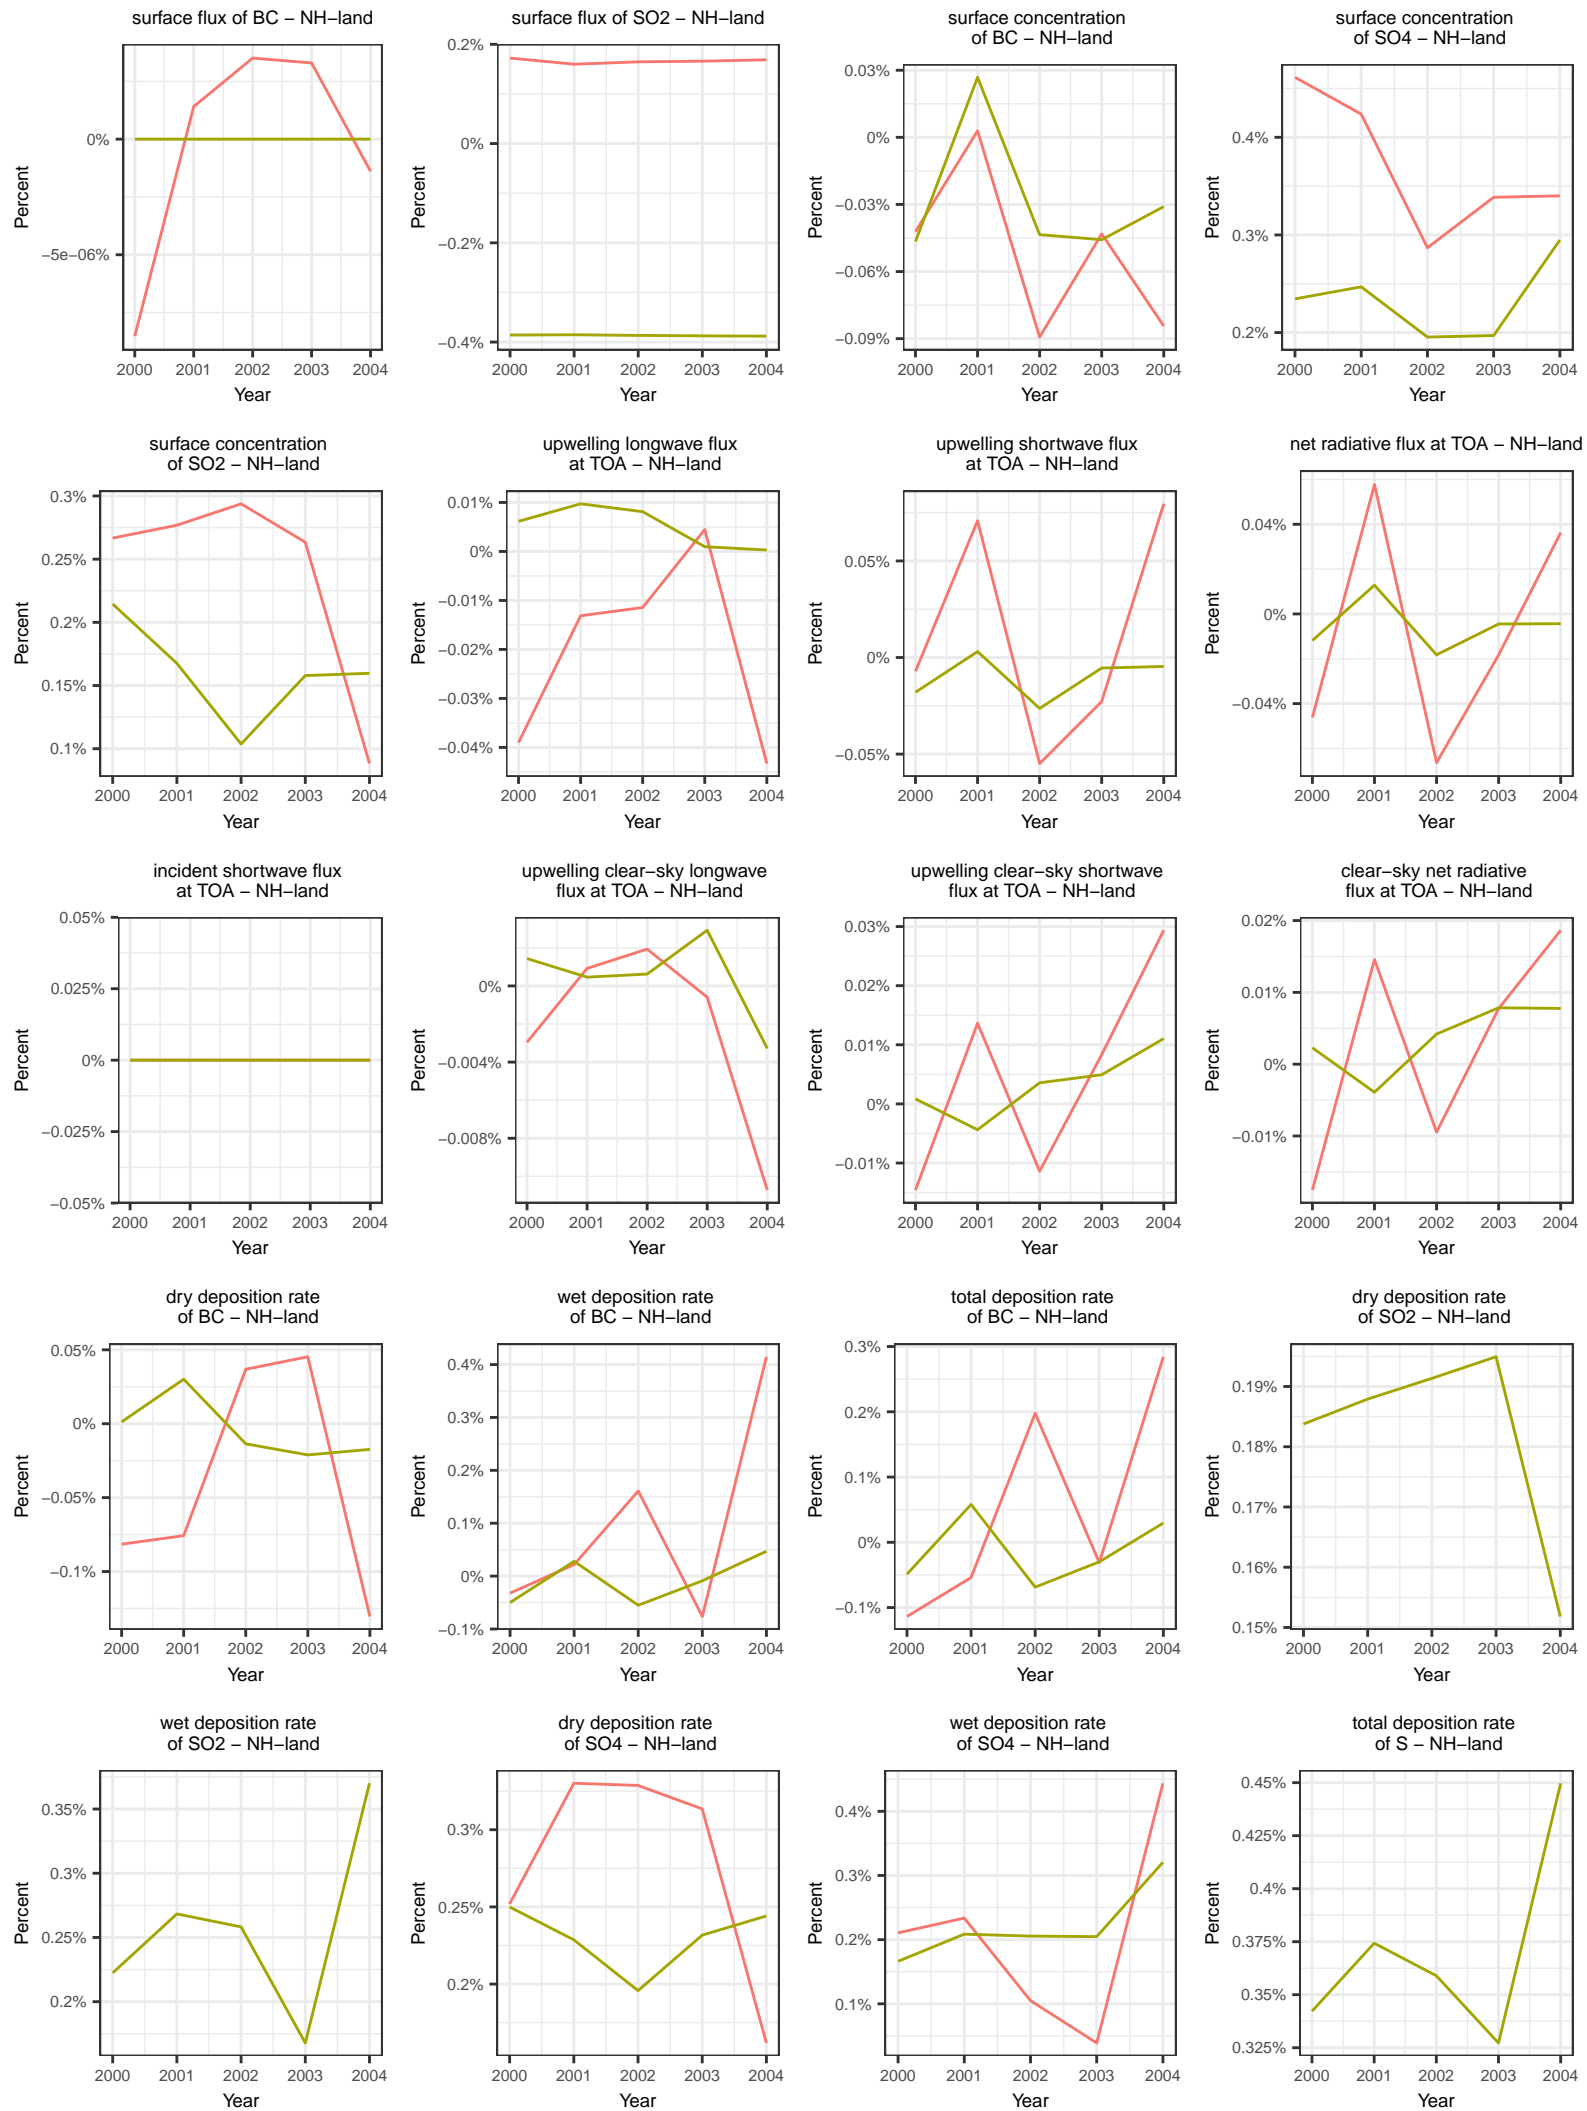 surface flux of BC − NH−land
0%
−5e−06%
Percent
2000 2001 2002 2003 2004
Year
surface flux of SO2 − NH−land
0.2%
0%
−0.2%
−0.4%
Percent
2000 2001 2002 2003 2004
Year
surface concentration
of BC − NH−land
0.03%
0%
−0.03%
−0.06%
−0.09%
Percent
2000 2001 2002 2003 2004
Year
surface concentration
of SO4 − NH−land
0.4%
0.3%
0.2%
Percent
2000 2001 2002 2003 2004
Year
surface concentration
of SO2 − NH−land
0.3%
0.25%
0.2%
0.15%
0.1%
Percent
2000 2001 2002 2003 2004
Year
upwelling longwave flux
at TOA − NH−land
0.01%
0%
−0.01%
−0.02%
−0.03%
−0.04%
Percent
2000 2001 2002 2003 2004
Year
upwelling shortwave flux
at TOA − NH−land
0.05%
0%
−0.05%
Percent
2000 2001 2002 2003 2004
Year
net radiative flux at TOA − NH−land
0.04%
0%
−0.04%
Percent
2000 2001 2002 2003 2004
Year
incident shortwave flux
at TOA − NH−land
0.05%
0.025%
0%
−0.025%
−0.05%
Percent
2000 2001 2002 2003 2004
Year
upwelling clear−sky longwave
flux at TOA − NH−land
0%
−0.004%
−0.008%
Percent
2000 2001 2002 2003 2004
Year
upwelling clear−sky shortwave
flux at TOA − NH−land
0.03%
0.02%
0.01%
0%
−0.01%
Percent
2000 2001 2002 2003 2004
Year
clear−sky net radiative
flux at TOA − NH−land
0.02%
0.01%
0%
−0.01%
Percent
2000 2001 2002 2003 2004
Year
dry deposition rate
of BC − NH−land
0.05%
0%
−0.05%
−0.1%
Percent
2000 2001 2002 2003 2004
Year
wet deposition rate
of BC − NH−land
0.4%
0.3%
0.2%
0.1%
0%
−0.1%
Percent
2000 2001 2002 2003 2004
Year
total deposition rate
of BC − NH−land
0.3%
0.2%
0.1%
0%
−0.1%
Percent
2000 2001 2002 2003 2004
Year
dry deposition rate
of SO2 − NH−land
0.19%
0.18%
0.17%
0.16%
0.15%
Percent
2000 2001 2002 2003 2004
Year
wet deposition rate
of SO2 − NH−land
0.35%
0.3%
0.25%
0.2%
Percent
2000 2001 2002 2003 2004
Year
dry deposition rate
of SO4 − NH−land
0.3%
0.25%
0.2%
Percent
2000 2001 2002 2003 2004
Year
wet deposition rate
of SO4 − NH−land
0.4%
0.3%
0.2%
0.1%
Percent
2000 2001 2002 2003 2004
Year
total deposition rate
of S − NH−land
0.45%
0.425%
0.4%
0.375%
0.35%
0.325%
Percent
2000 2001 2002 2003 2004
Year